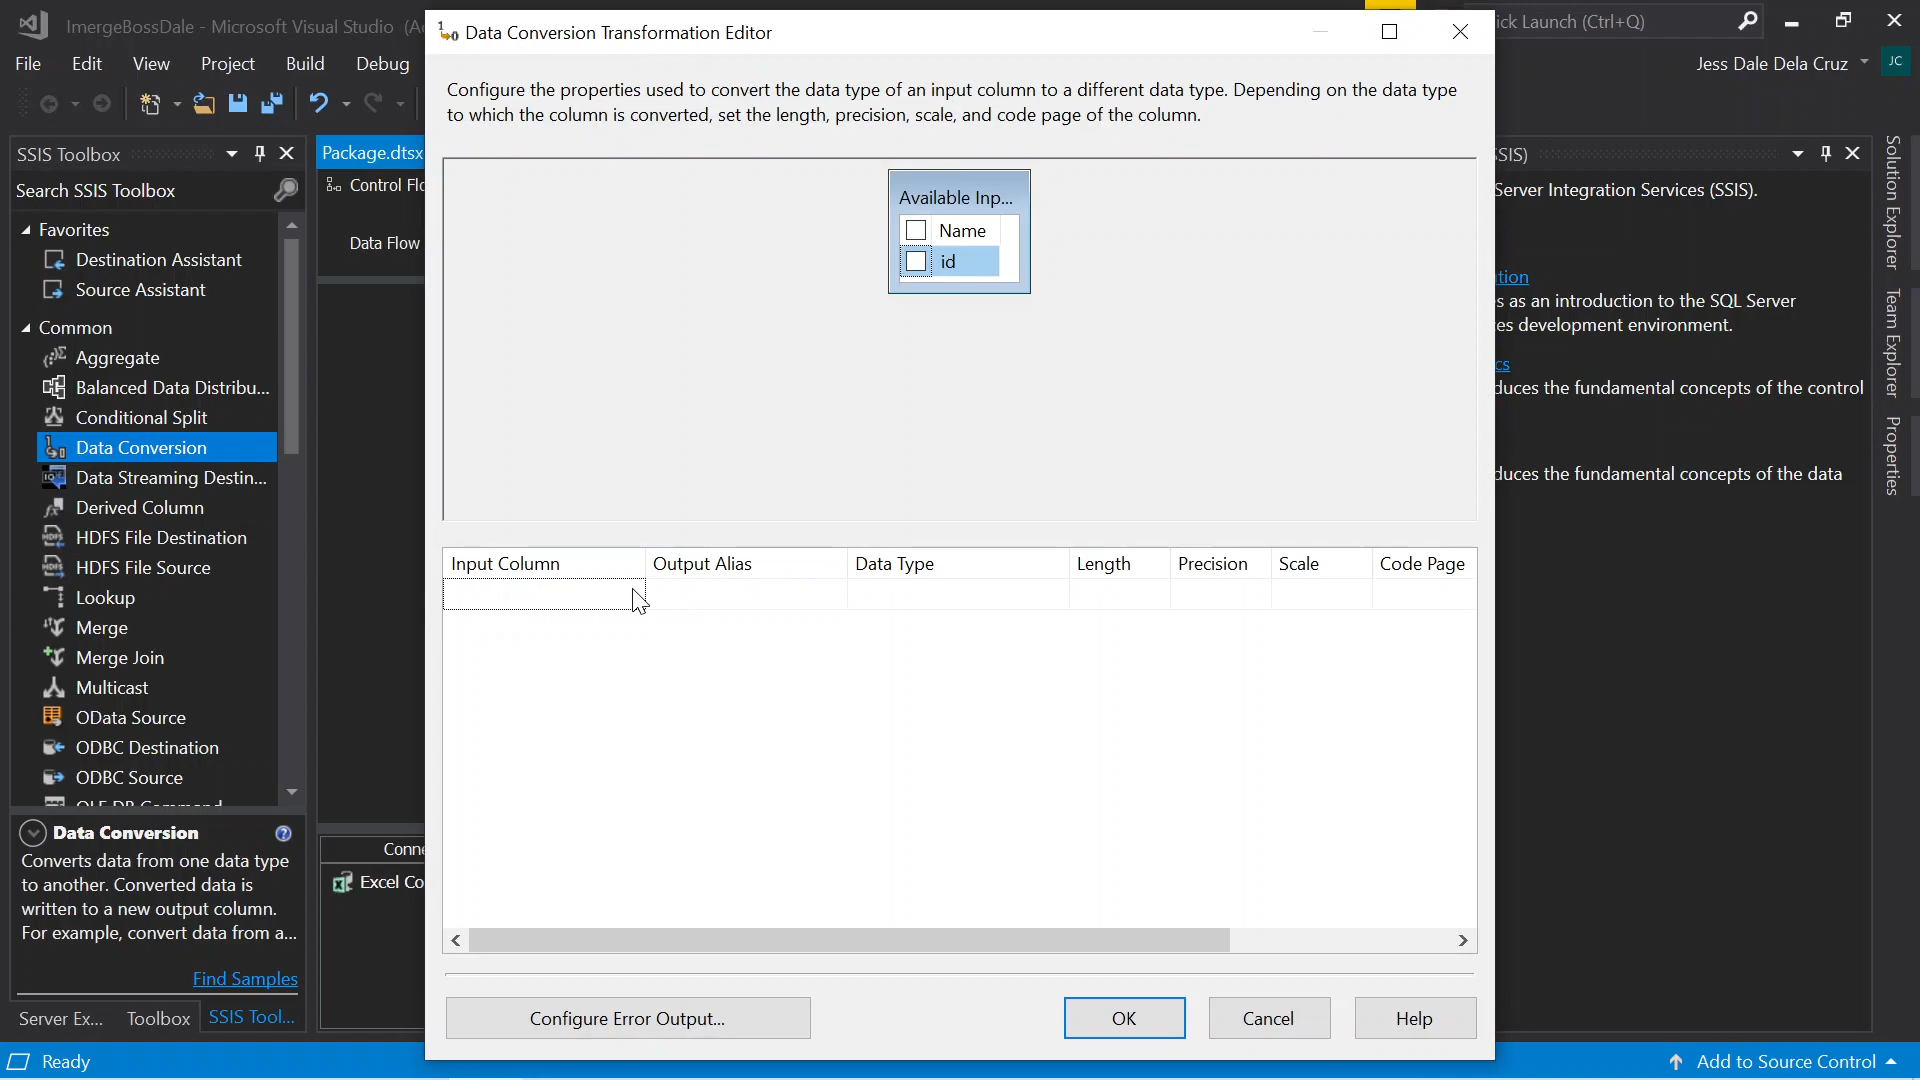 ImergeBossDale - Microsoft Visual Studio
ick Launch (Ctrl+Q)
File Edit View Project Build Debug
Jess Dale Dela Cruz JC
SSIS Toolbox
Search SSIS Toolbox
Favorites
Destination Assistant
Source Assistant
Common
Aggregate
Balanced Data Distribu...
Conditional Split
Data Conversion
Data Streaming Destin...
Derived Column
HDFS File Destination
HDFS File Source
Lookup
Merge
Merge Join
Multicast
OData Source
ODBC Destination
ODBC Source
OLE DB Command
Data Conversion
Converts data from one data type
to another. Converted data is
written to a new output column.
For example, convert data from a...
Find Samples
Server Ex... Toolbox SSIS Tool...
Ready
Package.dtsx
Control Flo
Data Flow
Conne
Excel Co
Data Conversion Transformation Editor
Configure the properties used to convert the data type of an input column to a different data type. Depending on the data type
to which the column is converted, set the length, precision, scale, and code page of the column.
Available Inp...
Name
id
Input Column Output Alias Data Type Length Precision Scale Code Page
Configure Error Output... OK Cancel Help
SIS)
Server Integration Services (SSIS).
tion
s as an introduction to the SQL Server
es development environment.
cs
duces the fundamental concepts of the control
duces the fundamental concepts of the data
Solution Explorer
Team Explorer
Properties
Add to Source Control